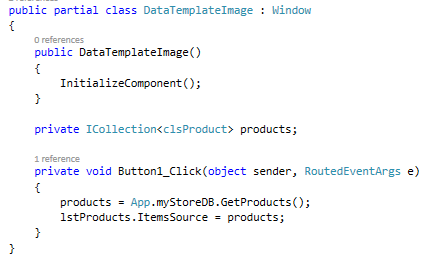 public partial class DataTemplateImage : Window
{
0 references
public DataTemplateImage()
{
InitializeComponent();
}
private ICollection<clsProduct> products;
1 reference
private void Button1_Click(object sender, RoutedEventArgs e)
{
products = App.myStoreDB.GetProducts();
lstProducts.ItemsSource = products;
}
}